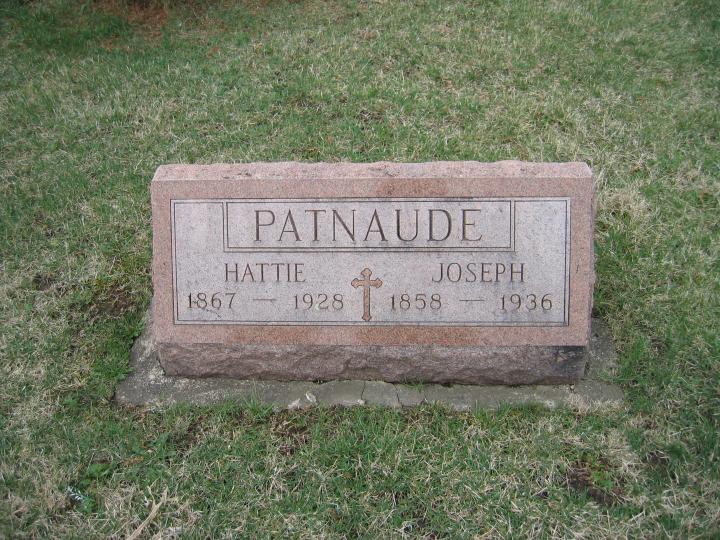 PATNAUDE
HATTIE JOSEPH
1867 — 1928 1858 — 1936